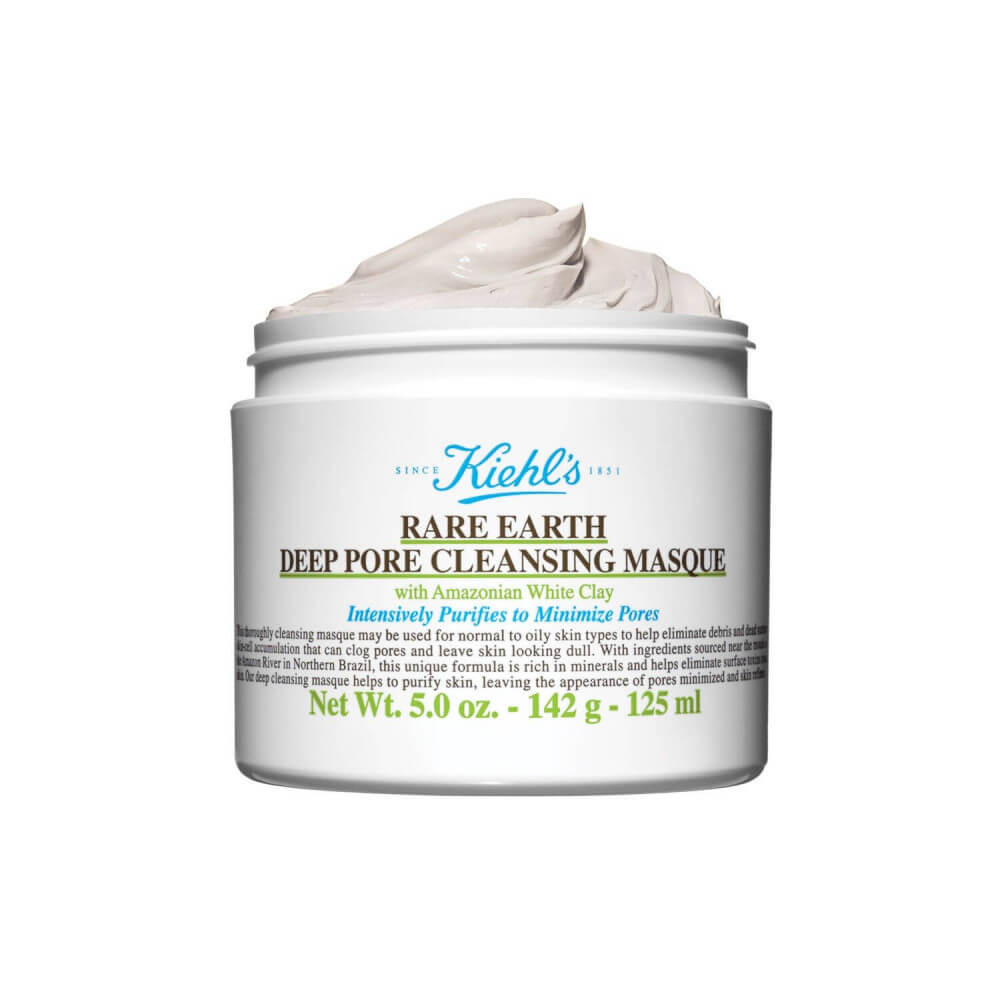 SINCE Kiehl's 1851
RARE EARTH
DEEP PORE CLEANSING MASQUE
with Amazonian White Clay
Intensively Purifies to Minimize Pores
thoroughly cleansing masque may be used for normal to oily skin types to help eliminate debris and dead
accumulation that can clog pores and leave skin looking dull. With ingredients sourced near the
Amazon River in Northern Brazil, this unique formula is rich in minerals and helps eliminate surface
Our deep cleansing masque helps to purify skin, leaving the appearance of pores minimized and skin
Net Wt. 5.0 oz. - 142 g - 125 ml